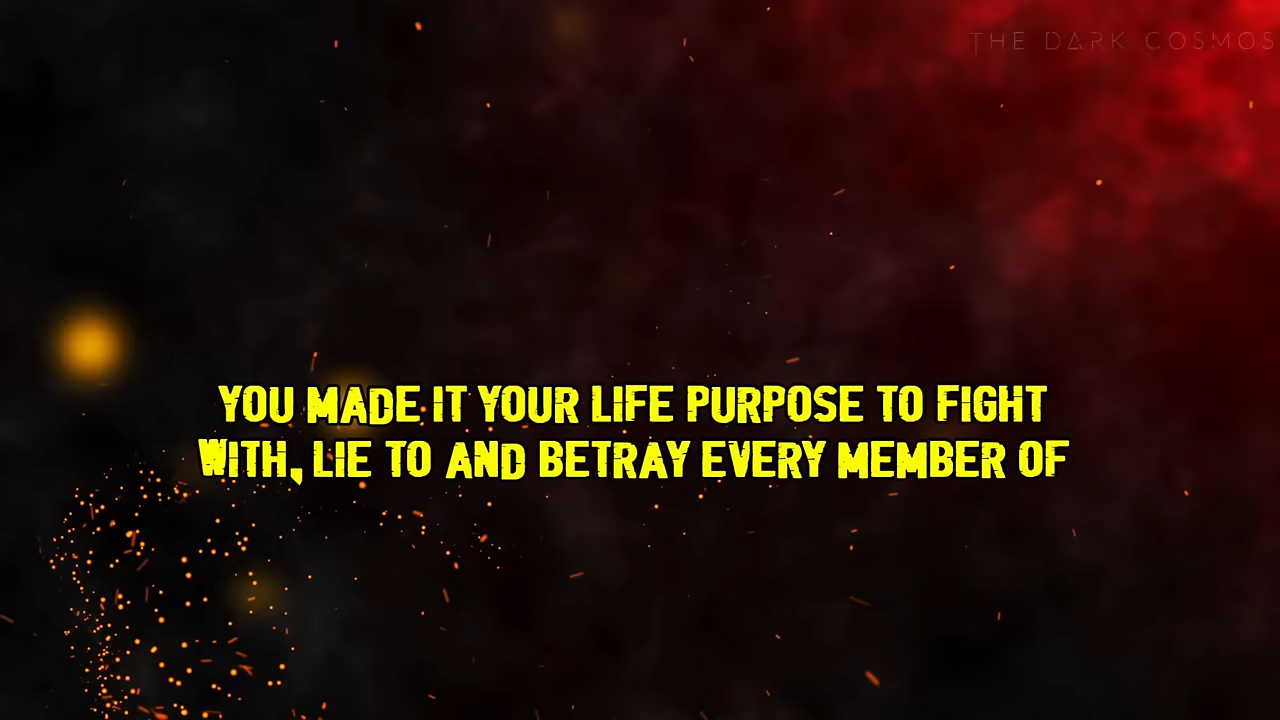 THE DARK COSMOS
YOU MADE IT YOUR LIFE PURPOSE TO FIGHT
WITH, LIE TO AND BETRAY EVERY MEMBER OF